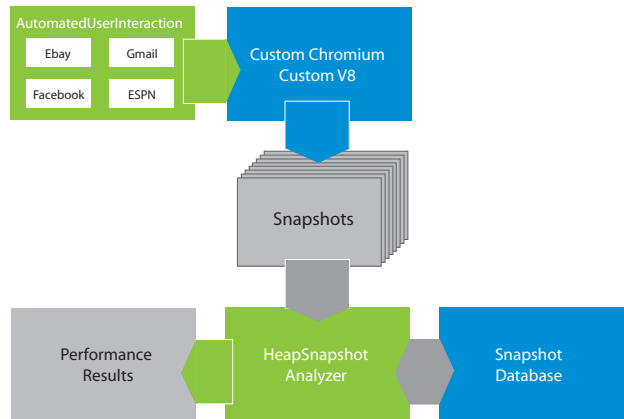 AutomatedUserInteraction
Ebay
Gmail
Facebook
ESPN
Custom Chromium
Custom V8
Snapshots
Performance
Results
HeapSnapshot
Analyzer
Snapshot
Database